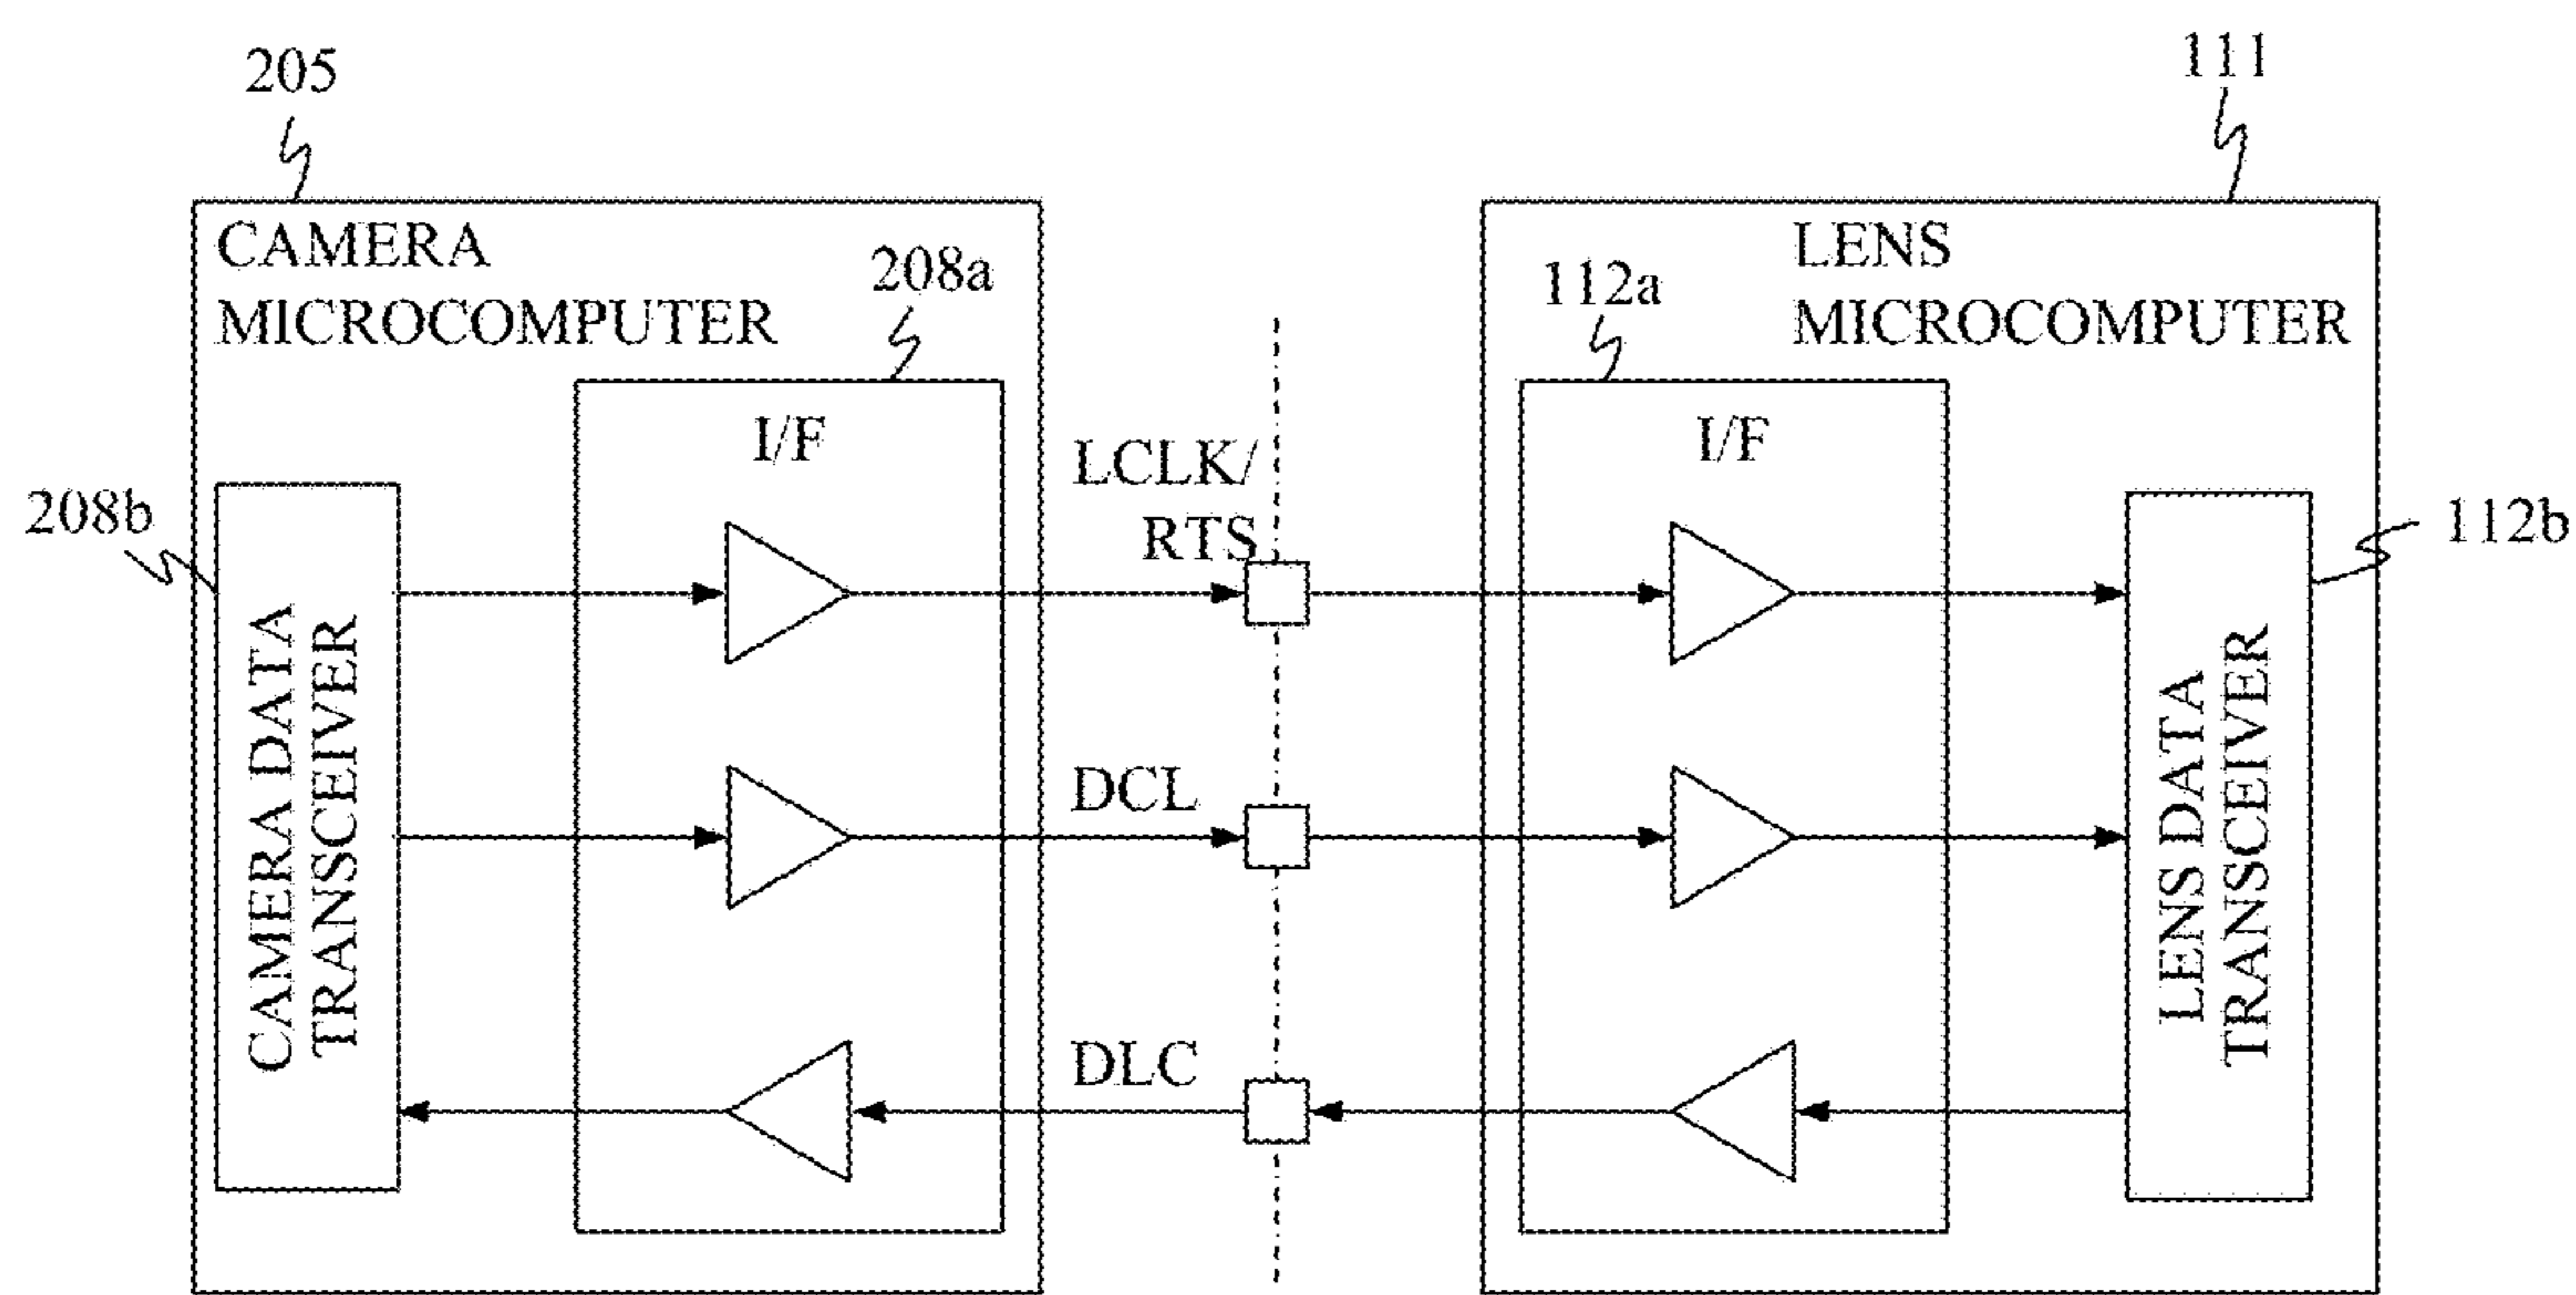 205
111
CAMERA
MICROCOMPUTER
208a
LENS
MICROCOMPUTER
112a
I/F
I/F
LCLK/
RTS
208b
112b
CAMERA DATA
TRANSCEIVER
DCL
LENS DATA
TRANSCEIVER
DLC